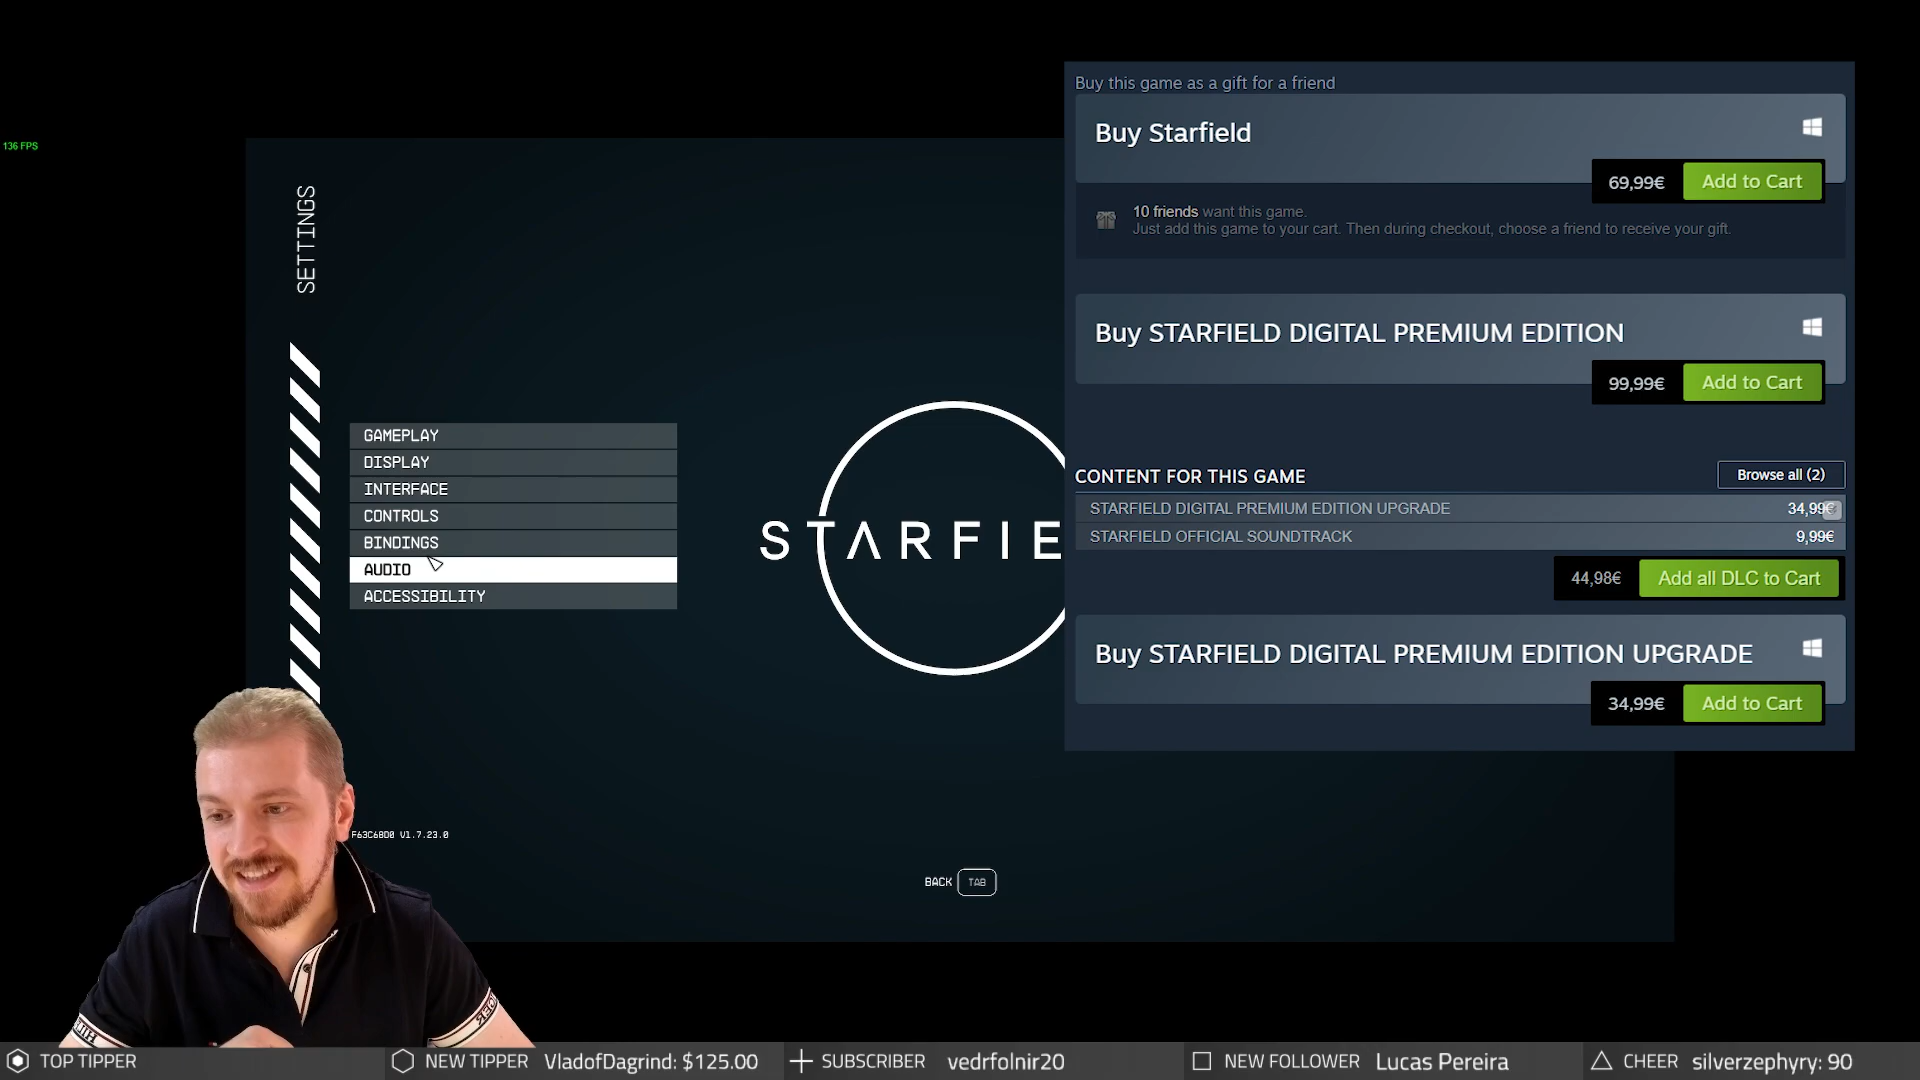 136 FPS
SETTINGS
GAMEPLAY
DISPLAY
INTERFACE
CONTROLS
BINDINGS
AUDIO
ACCESSIBILITY
STARFIE
F63C68D0 V1.7.23.0
BACK TAB
Buy this game as a gift for a friend
Buy Starfield
69,99€ Add to Cart
10 friends want this game.
Just add this game to your cart. Then during checkout, choose a friend to receive your gift.
Buy STARFIELD DIGITAL PREMIUM EDITION
99,99€ Add to Cart
CONTENT FOR THIS GAME Browse all (2)
STARFIELD DIGITAL PREMIUM EDITION UPGRADE 34,99€
STARFIELD OFFICIAL SOUNDTRACK 9,99€
44,98€ Add all DLC to Cart
Buy STARFIELD DIGITAL PREMIUM EDITION UPGRADE
34,99€ Add to Cart
TOP TIPPER NEW TIPPER VladofDagrind: $125.00 SUBSCRIBER vedrfolnir20 NEW FOLLOWER Lucas Pereira CHEER silverzephyry: 90